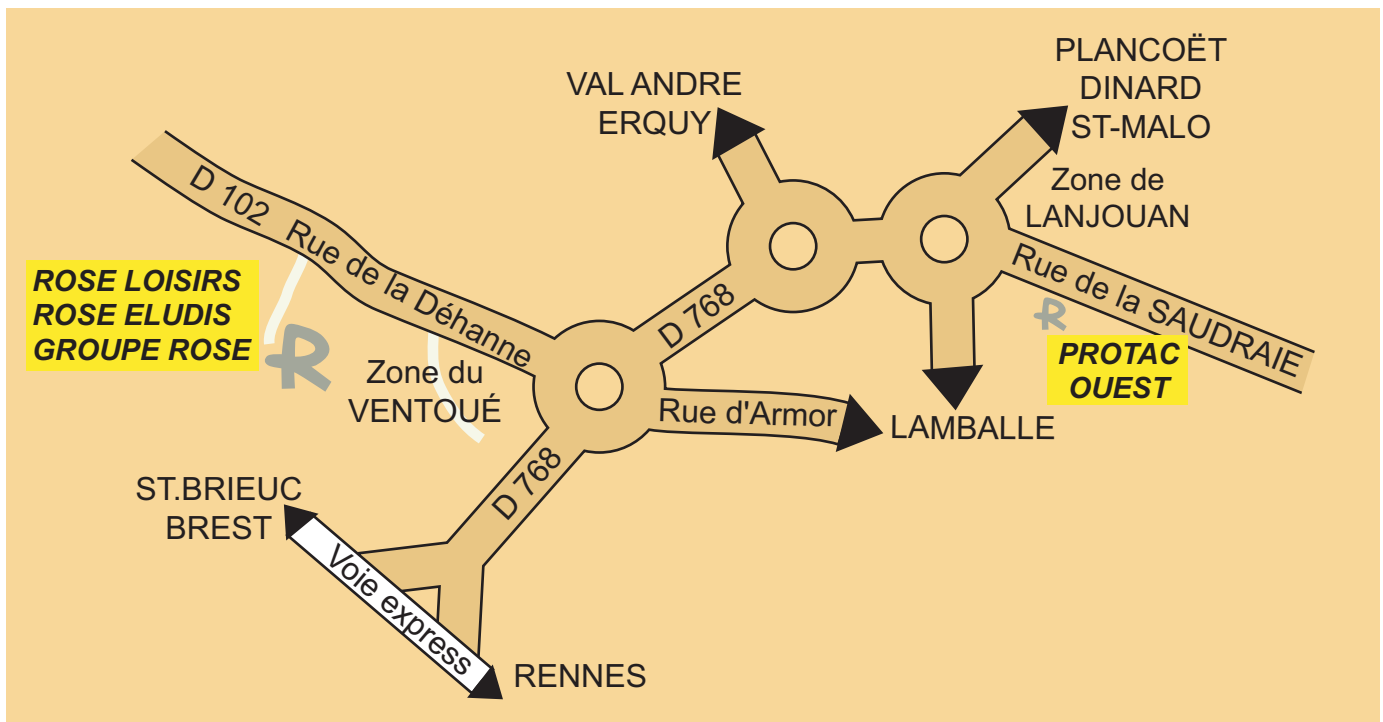 PLANCOËT
DINARD
ST-MALO
VAL ANDRE
ERQUY
Zone de
LANJOUAN
D 102 Rue de la Déhanne
Rue de la SAUDRAIE
ROSE LOISIRS
ROSE ELUDIS
GROUPE ROSE
R
D 768
R
PROTAC
OUEST
Zone du
VENTOUÉ
Rue d'Armor
LAMBALLE
D 768
ST.BRIEUC
BREST
Voie express
RENNES